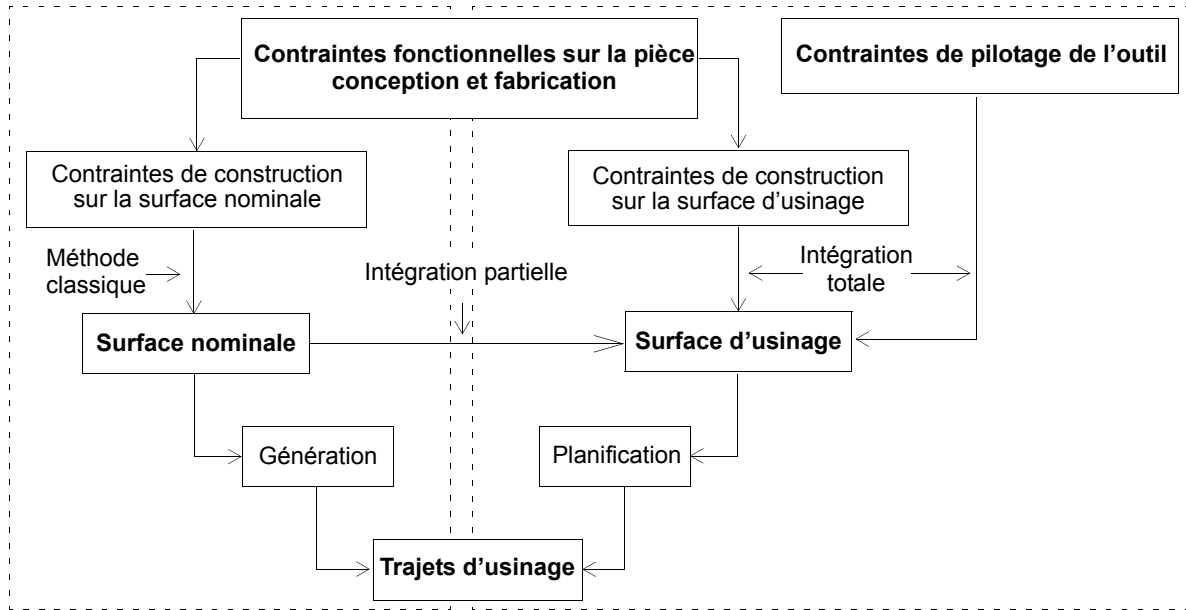 Contraintes fonctionnelles sur la pièce
conception et fabrication
Contraintes de pilotage de l’outil
Contraintes de construction
sur la surface nominale
Contraintes de construction
sur la surface d’usinage
Méthode
classique
Intégration partielle
Intégration
totale
Surface nominale
Surface d’usinage
Génération
Planification
Trajets d’usinage